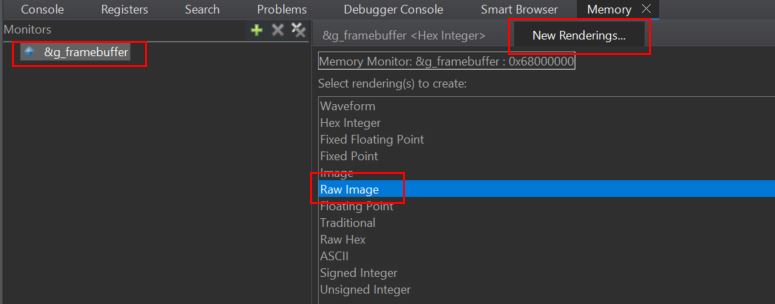 Console Registers Search Problems Debugger Console Smart Browser Memory
Monitors
&g_framebuffer <Hex Integer> New Renderings...
&g_framebuffer
Memory Monitor: &g_framebuffer : 0x68000000
Select rendering(s) to create:
Waveform
Hex Integer
Fixed Floating Point
Fixed Point
Image
Raw Image
Floating Point
Traditional
Raw Hex
ASCII
Signed Integer
Unsigned Integer